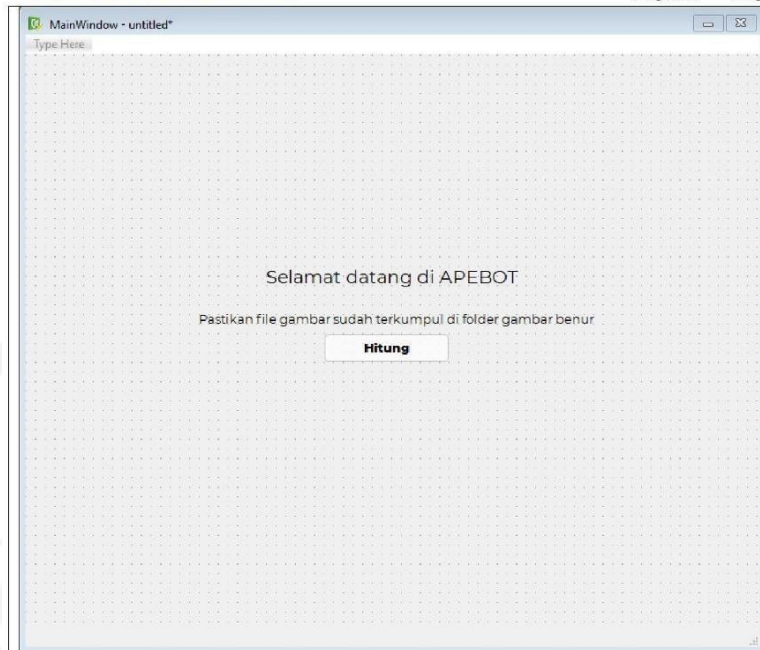 MainWindow - untitled*
Type Here
Selamat datang di APEBOT
Pastikan file gambar sudah terkumpul di folder gambar benur
Hitung